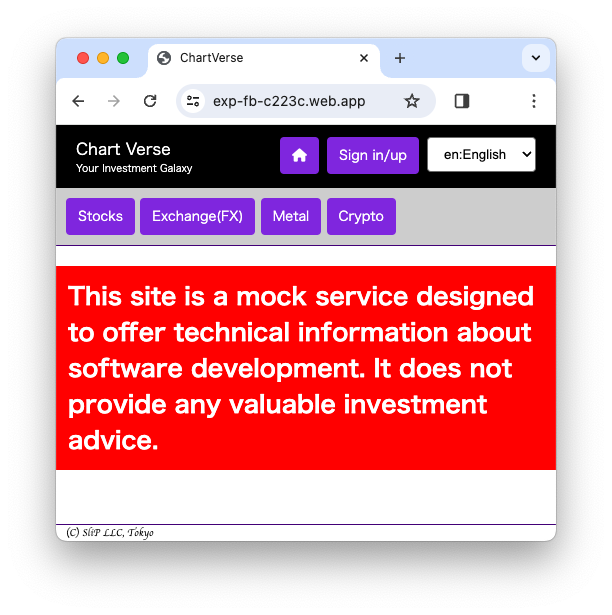 ChartVerse
exp-fb-c223c.web.app
Chart Verse
Your Investment Galaxy
Sign in/up
en:English
Stocks
Exchange(FX)
Metal
Crypto
This site is a mock service designed
to offer technical information about
software development. It does not
provide any valuable investment
advice.
(C) SliP LLC, Tokyo